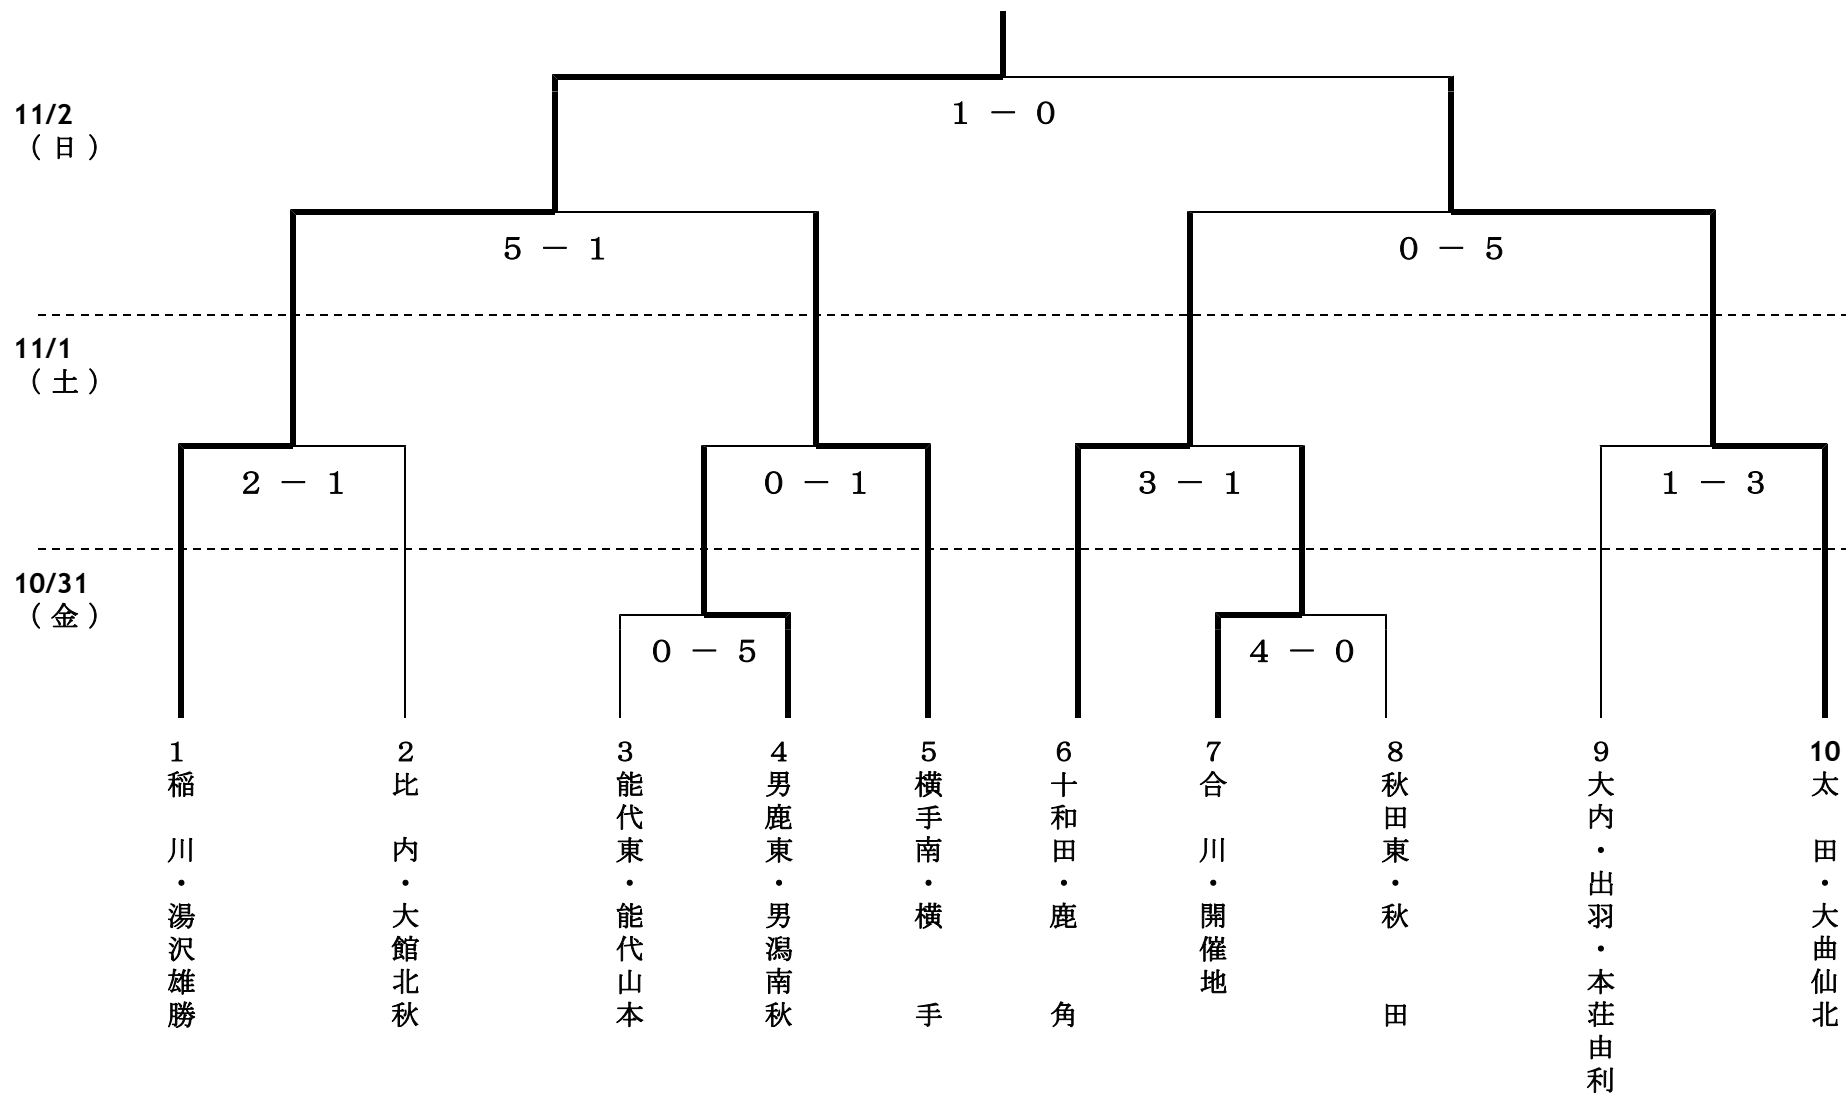 11/2
（日）
1 － 0
5 － 1
0 － 5
11/1
（土）
2 － 1
0 － 1
3 － 1
1 － 3
10/31
（金）
0 － 5
4 － 0
1
稲川・湯沢雄勝
2
比内・大館北秋
3
能代東・能代山本
4
男鹿東・男潟南秋
5
横手南・横手
6
十和田・鹿角
7
合川・開催地
8
秋田東・秋田
9
大内・出羽・本荘由利
10
太田・大曲仙北